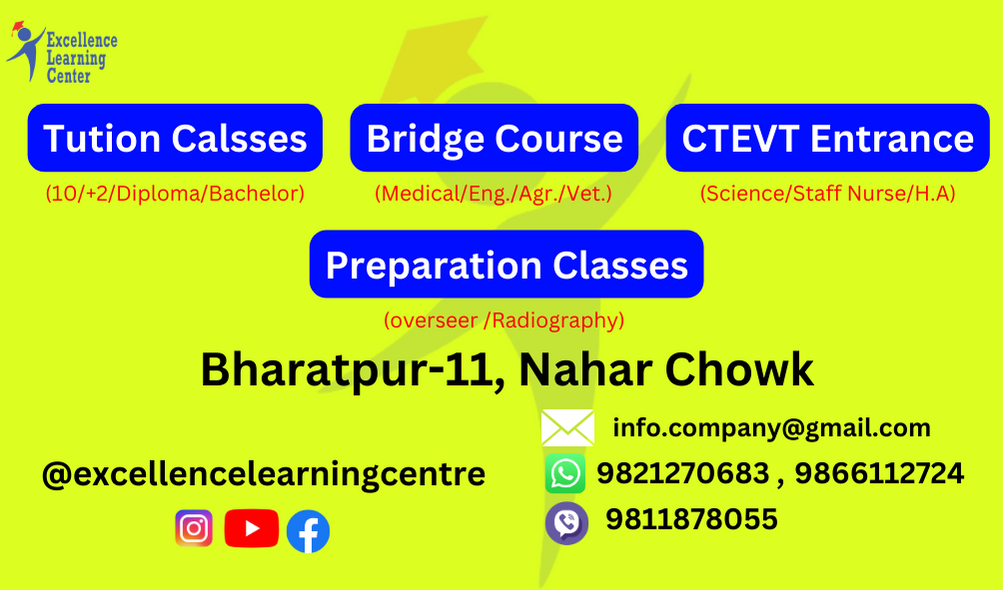 Excellence
Learning
Center
Tution Calsses
Bridge Course
CTEVT Entrance
(10/+2/Diploma/Bachelor)
(Medical/Eng./Agr./Vet.)
(Science/Staff Nurse/H.A)
Preparation Classes
(overseer /Radiography)
Bharatpur-11, Nahar Chowk
info.company@gmail.com
@excellencelearningcentre
9821270683 , 9866112724
9811878055